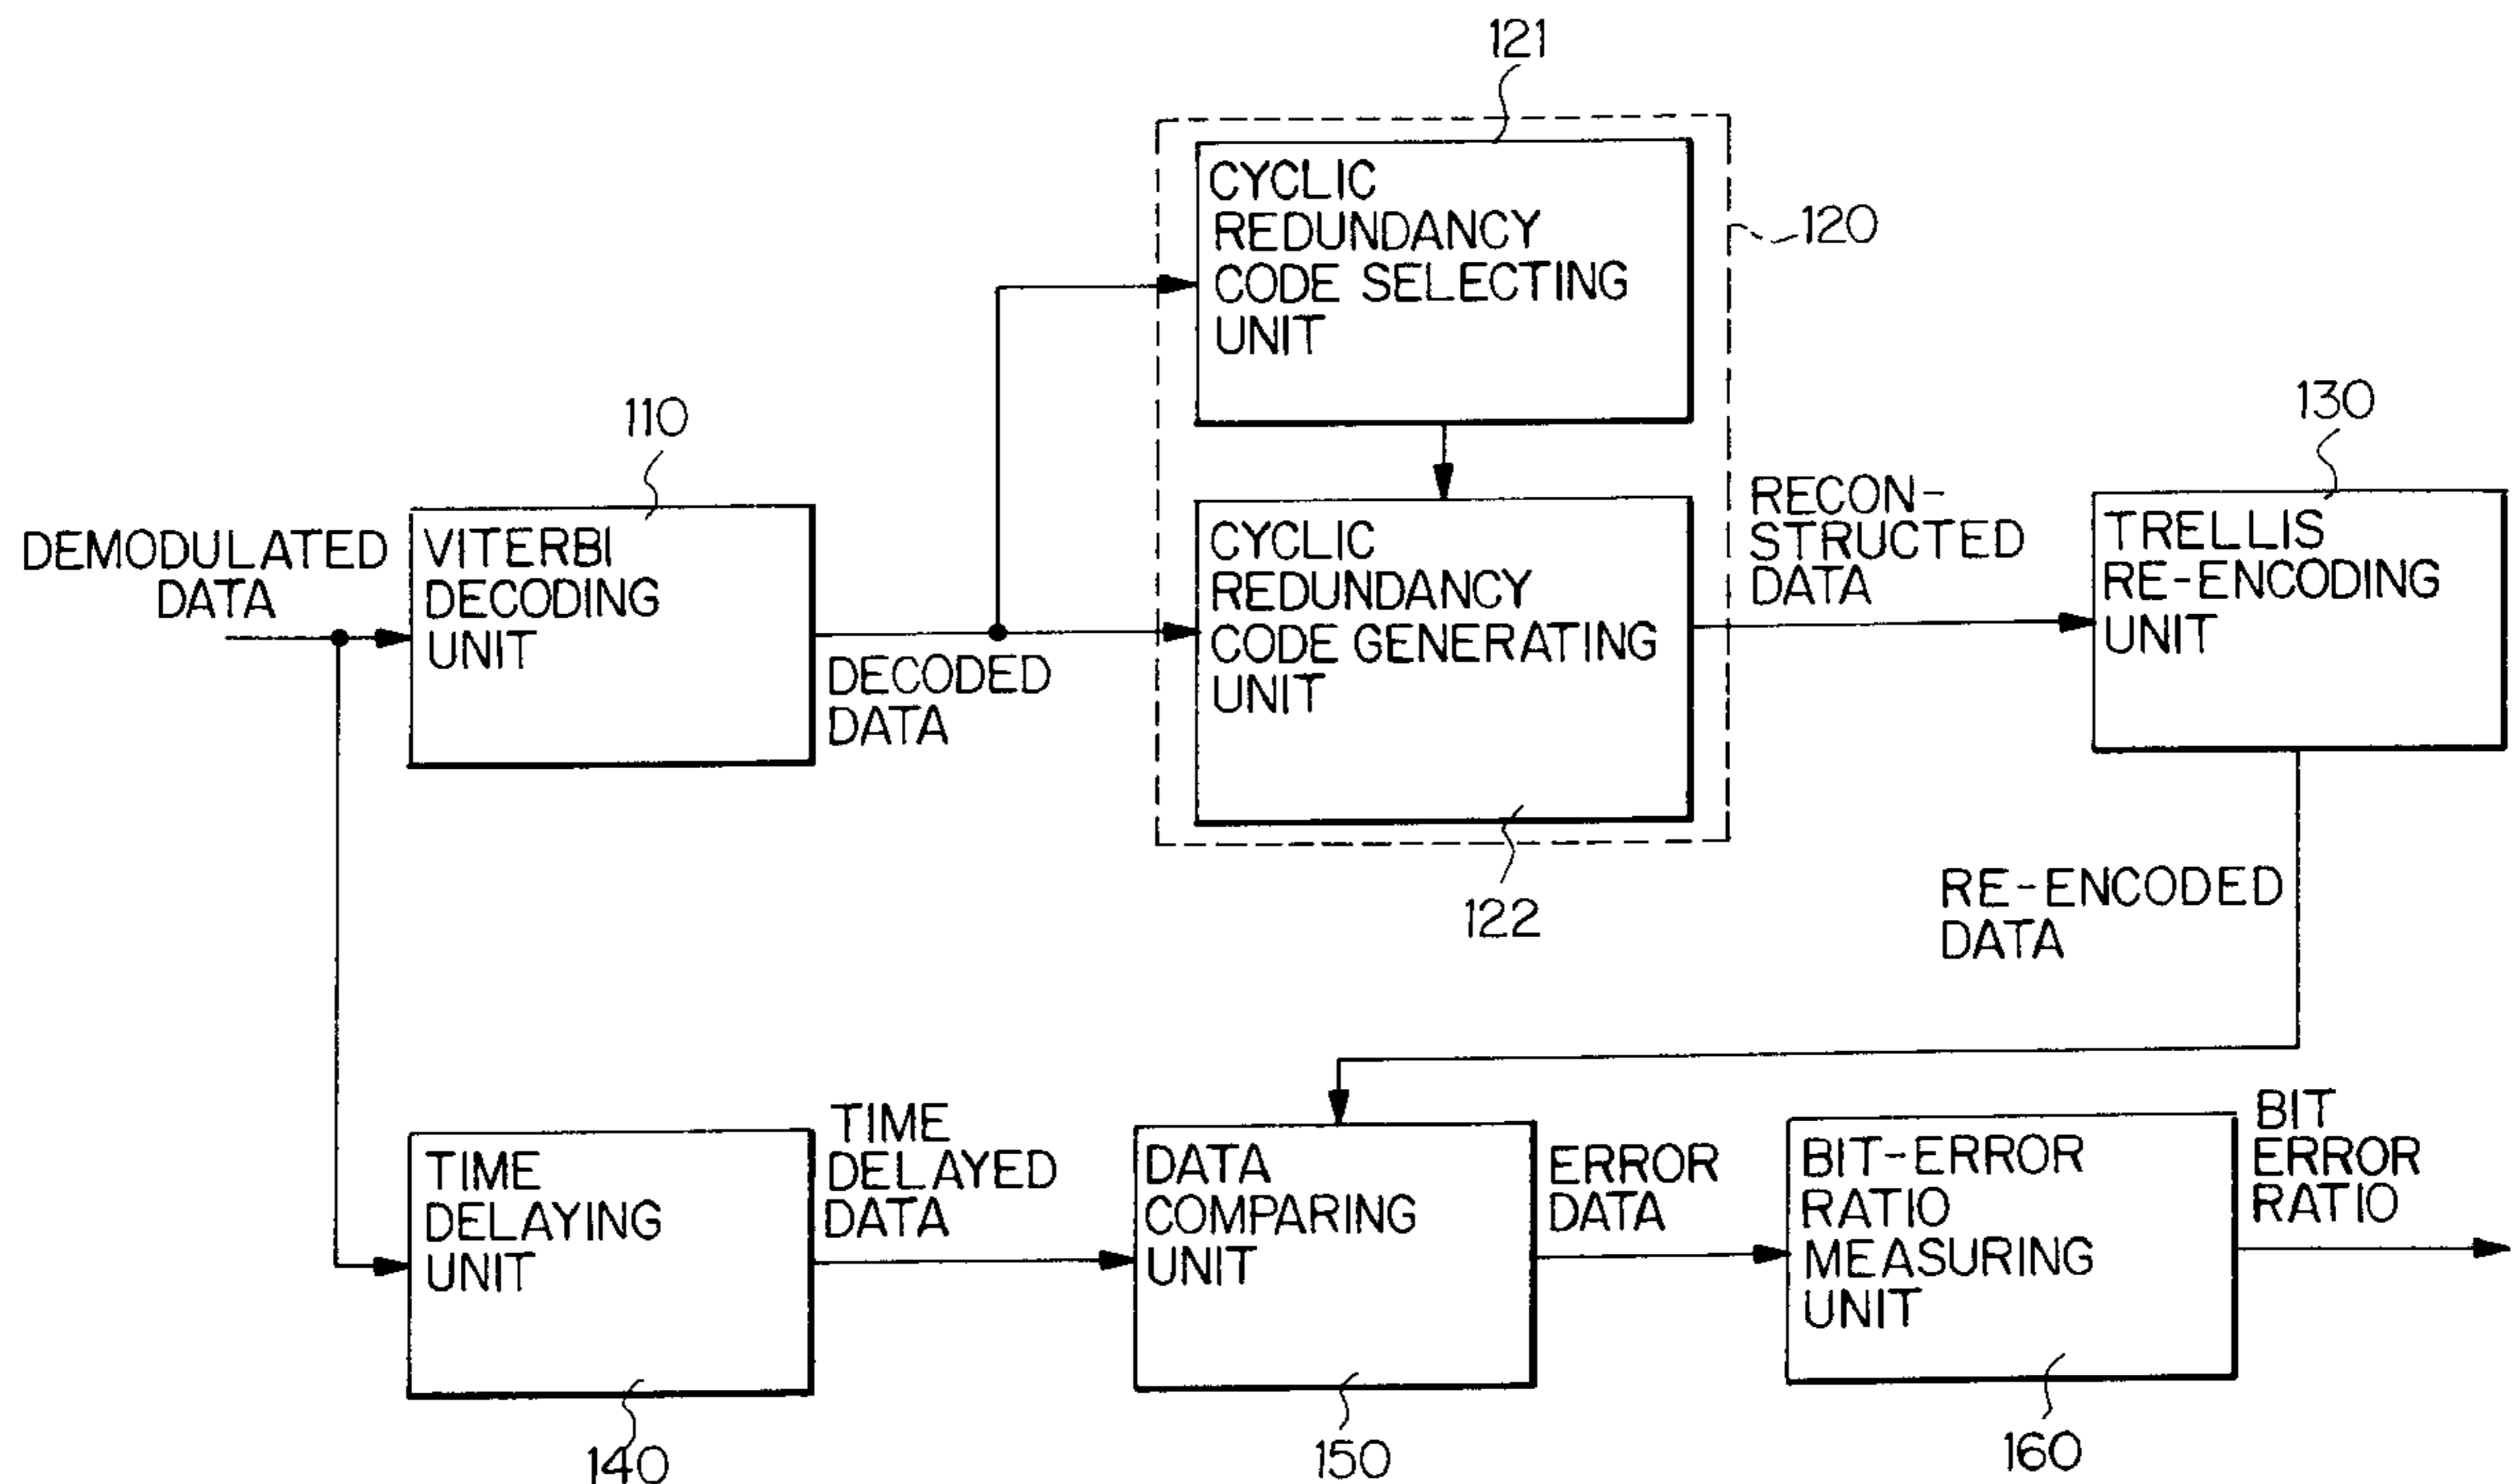 121
CYCLIC
REDUNDANCY
CODE SELECTING
UNIT
120
110
130
DEMODULATED
DATA
VITERBI
DECODING
UNIT
DECODED
DATA
CYCLIC
REDUNDANCY
CODE GENERATING
UNIT
RECON-
STRUCTED
DATA
TRELLIS
RE-ENCODING
UNIT
122
RE-ENCODED
DATA
TIME
DELAYING
UNIT
TIME
DELAYED
DATA
DATA
COMPARING
UNIT
ERROR
DATA
BIT-ERROR
RATIO
MEASURING
UNIT
BIT
ERROR
RATIO
140
150
160